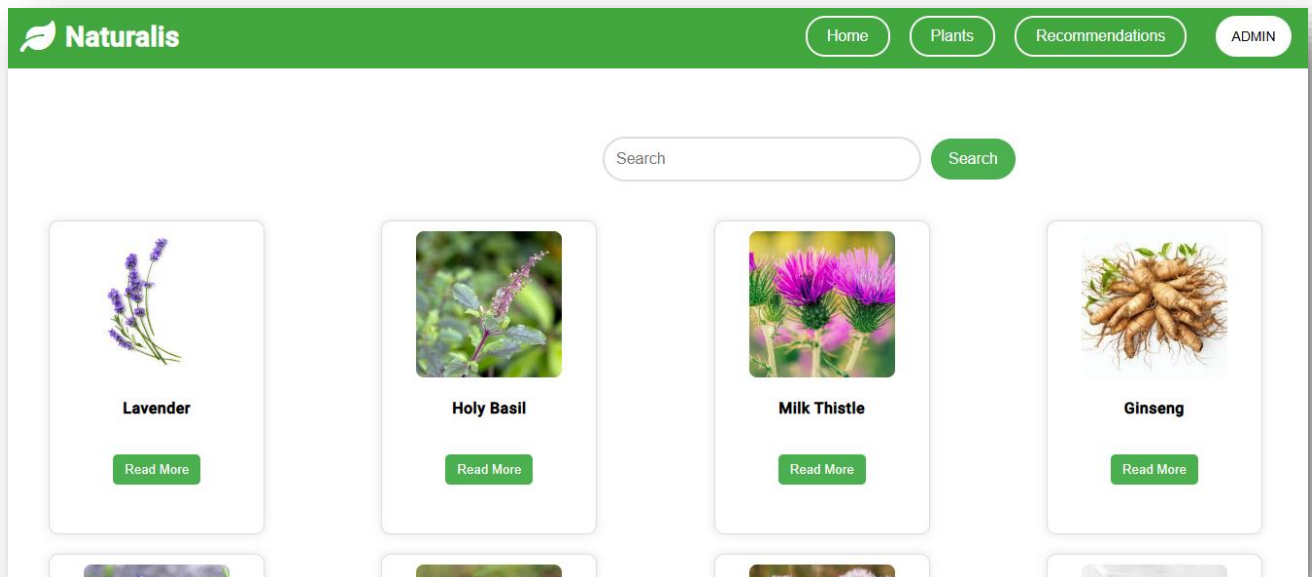 Naturalis
Home Plants Recommendations ADMIN
Search Search
Lavender Holy Basil Milk Thistle Ginseng
Read More Read More Read More Read More